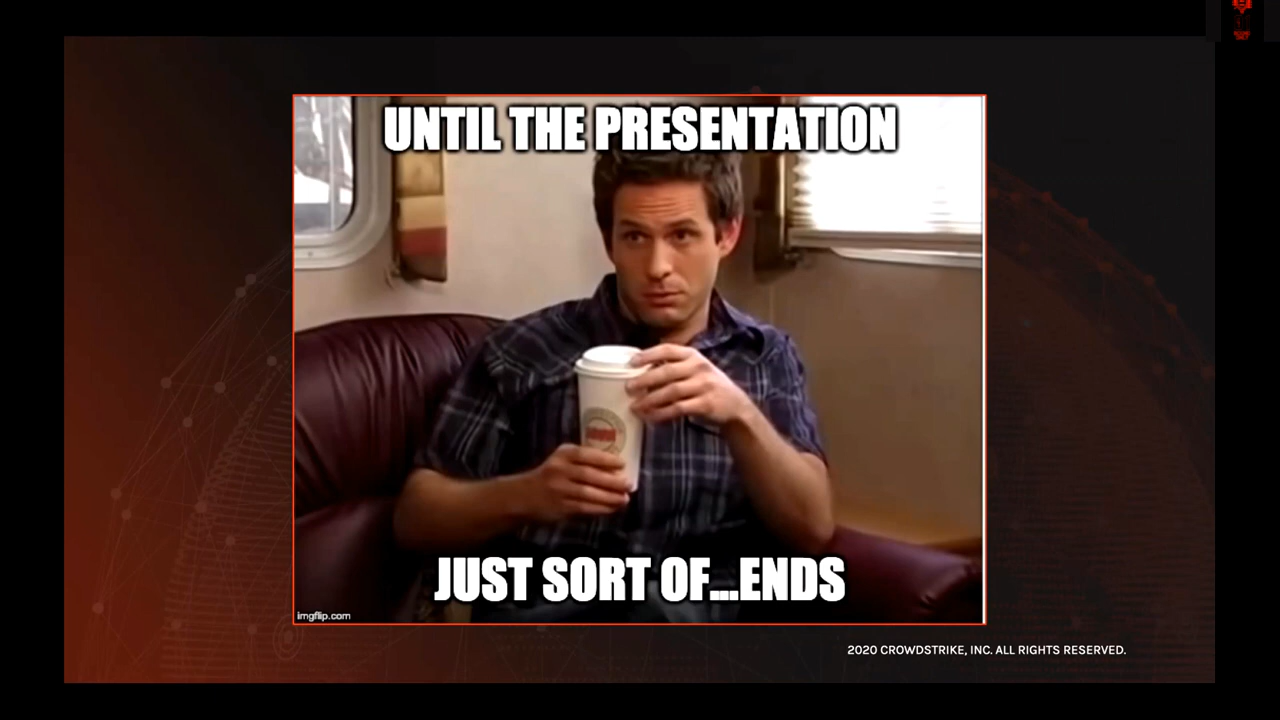 UNTIL THE PRESENTATION
JUST SORT OF...ENDS
imgflip.com
2020 CROWDSTRIKE, INC. ALL RIGHTS RESERVED.